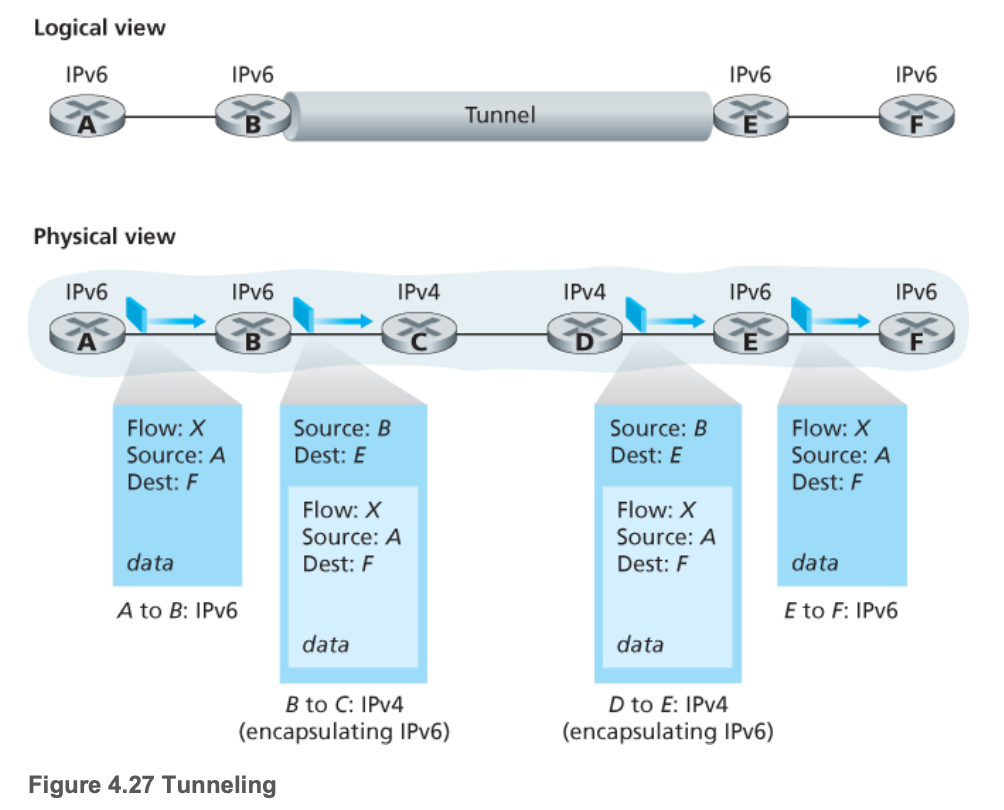 Logical view
IPv6 IPv6 IPv6 IPv6
A B Tunnel E F
Physical view
IPv6 IPv6 IPv4 IPv4 IPv6 IPv6
A B C D E F
Flow: X
Source: A
Dest: F
data
A to B: IPv6
Source: B
Dest: E
Flow: X
Source: A
Dest: F
data
B to C: IPv4
(encapsulating IPv6)
Source: B
Dest: E
Flow: X
Source: A
Dest: F
data
D to E: IPv4
(encapsulating IPv6)
Flow: X
Source: A
Dest: F
data
E to F: IPv6
Figure 4.27 Tunneling